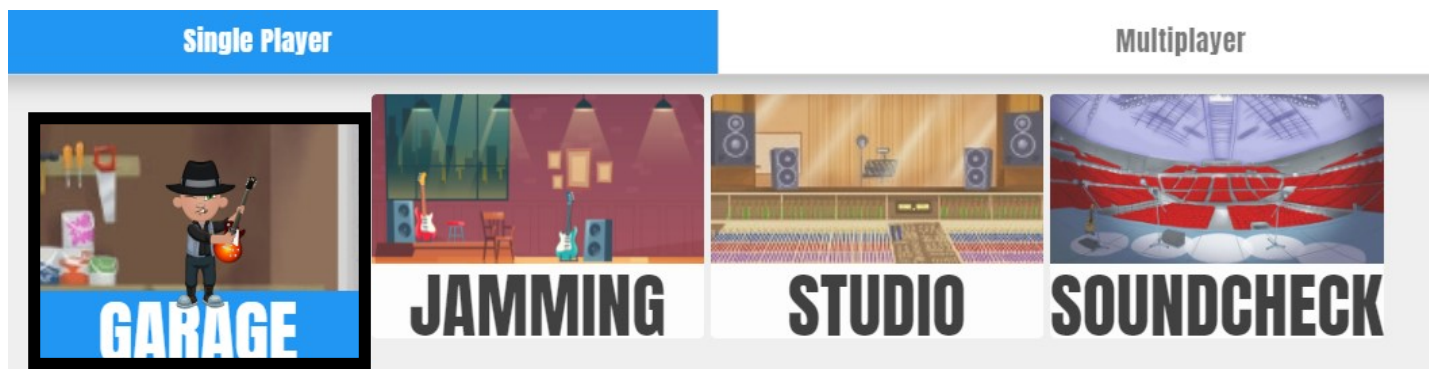 Single Player
Multiplayer
GARAGE
JAMMING
STUDIO
SOUNDCHECK